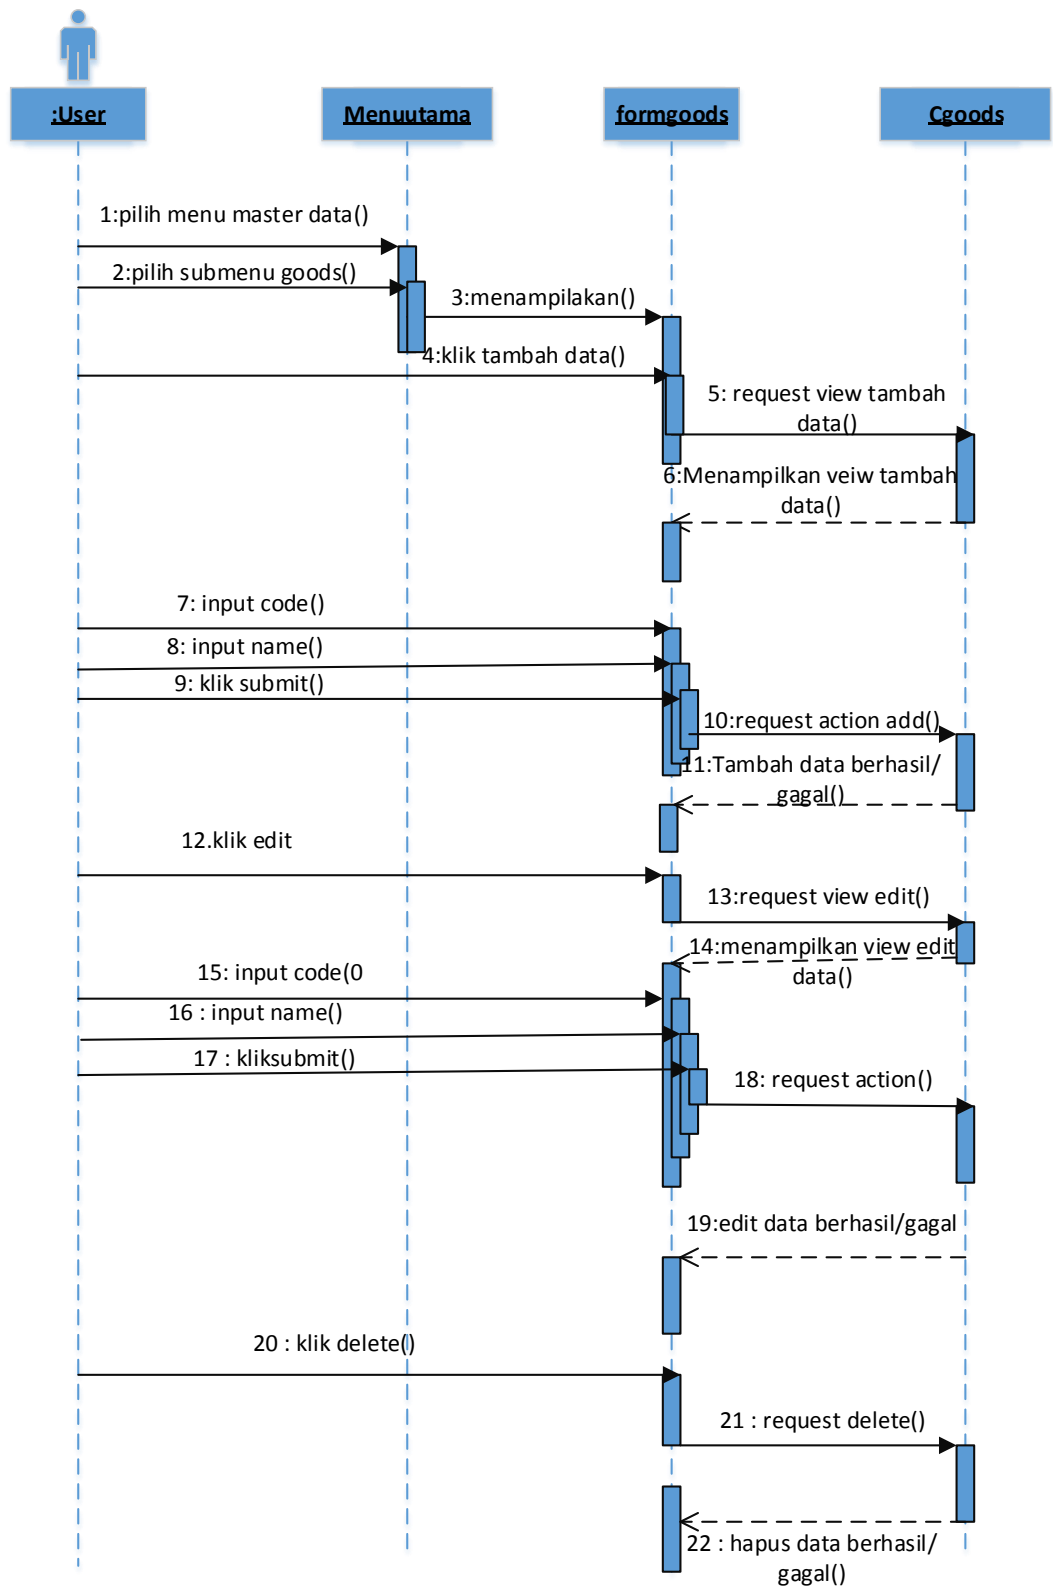 :User
Menuutama
formgoods
Cgoods
1:pilih menu master data()
2:pilih submenu goods()
3:menampilakan()
4:klik tambah data()
5: request view tambah
data()
6:Menampilkan veiw tambah
data()
7: input code()
8: input name()
9: klik submit()
10:request action add()
11:Tambah data berhasil/
gagal()
12.klik edit
13:request view edit()
14:menampilkan view edit
data()
15: input code(0
16 : input name()
17 : kliksubmit()
18: request action()
19:edit data berhasil/gagal
20 : klik delete()
21 : request delete()
22 : hapus data berhasil/
gagal()